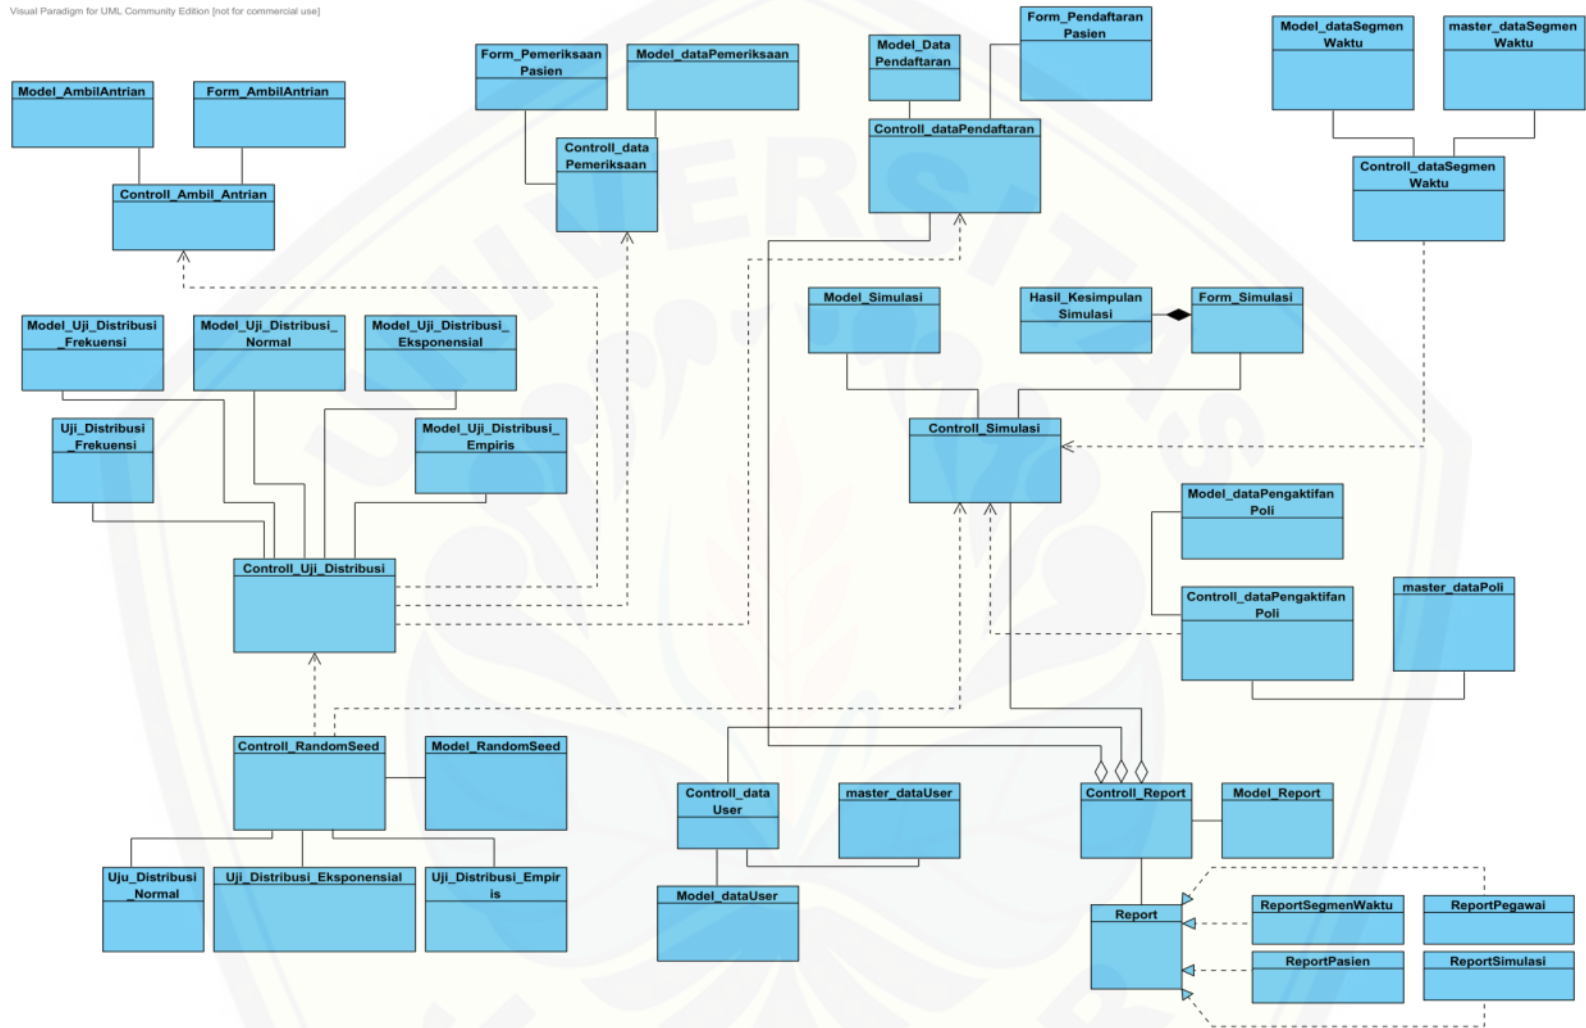 Visual Paradigm for UML Community Edition [not for commercial use]
Form_Pendaftaran
Pasien
Model_dataSegmen
Waktu
master_dataSegmen
Waktu
Form_Pemeriksaan
Pasien
Model_dataPemeriksaan
Model_Data
Pendaftaran
Model_AmbilAntrian
Form_AmbilAntrian
Controll_data
Pemeriksaan
Controll_dataPendaftaran
Controll_dataSegmen
Waktu
Controll_Ambil_Antrian
Model_Simulasi
Hasil_Kesimpulan
Simulasi
Form_Simulasi
Model_Uji_Distribusi
_Frekuensi
Model_Uji_Distribusi_
Normal
Model_Uji_Distribusi_
Eksponensial
Uji_Distribusi
_Frekuensi
Model_Uji_Distribusi_
Empiris
Controll_Simulasi
Model_dataPengaktifan
Poli
Controll_Uji_Distribusi
Controll_dataPengaktifan
Poli
master_dataPoli
Controll_RandomSeed
Model_RandomSeed
Controll_data
User
master_dataUser
Controll_Report
Model_Report
Uju_Distribusi
_Normal
Uji_Distribusi_Eksponensial
Uji_Distribusi_Empir
is
Model_dataUser
Report
ReportSegmenWaktu
ReportPegawai
ReportPasien
ReportSimulasi
UNIVERSITAS